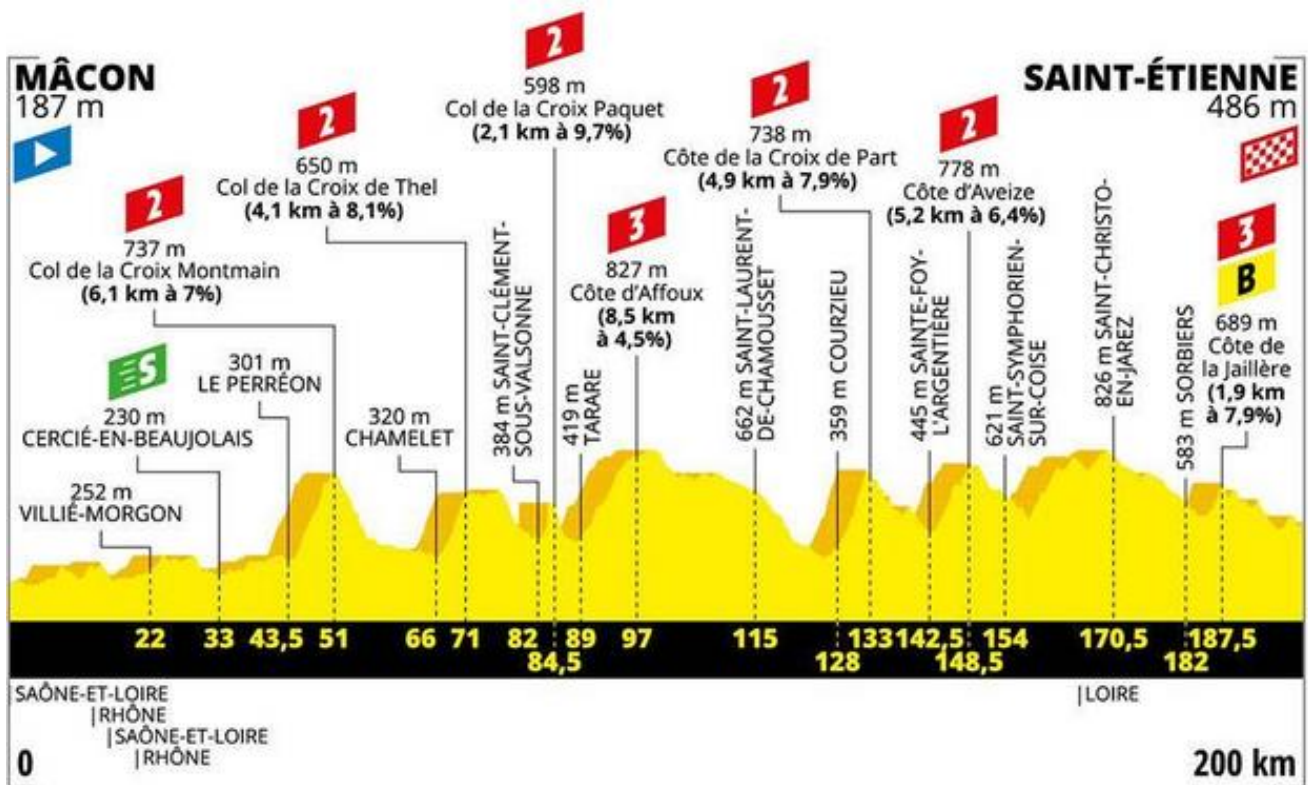 MÂCON
187 m
SAINT-ÉTIENNE
486 m
252 m
VILLIÉ-MORGON
S
230 m
CERCIÉ-EN-BEAUJOLAIS
301 m
LE PERRÉON
2
737 m
Col de la Croix Montmain
(6,1 km à 7%)
320 m
CHAMELET
2
650 m
Col de la Croix de Thel
(4,1 km à 8,1%)
384 m SAINT-CLÉMENT-
SOUS-VALSONNE
2
598 m
Col de la Croix Paquet
(2,1 km à 9,7%)
419 m
TARARE
3
827 m
Côte d'Affoux
(8,5 km
à 4,5%)
662 m SAINT-LAURENT-
DE-CHAMOUSSET
359 m COURZIEU
2
738 m
Côte de la Croix de Part
(4,9 km à 7,9%)
445 m SAINTE-FOY-
L'ARGENTIÈRE
2
778 m
Côte d'Aveize
(5,2 km à 6,4%)
621 m
SAINT-SYMPHORIEN-
SUR-COISE
826 m SAINT-CHRISTO-
EN-JAREZ
583 m SORBIERS
3
B
689 m
Côte de
la Jaillère
(1,9 km
à 7,9%)
22 33 43,5 51 66 71 82 89 97 115 133 142,5 154 170,5 187,5
84,5 128 148,5 182
SAÔNE-ET-LOIRE
RHÔNE
SAÔNE-ET-LOIRE
RHÔNE
LOIRE
0
200 km